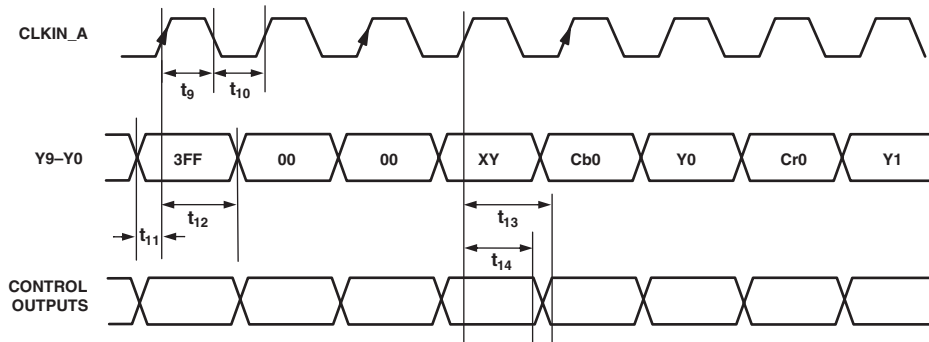 CLKIN_A
t9 t10
Y9–Y0 3FF 00 00 XY Cb0 Y0 Cr0 Y1
t12 t13
t11
t14
CONTROL
OUTPUTS